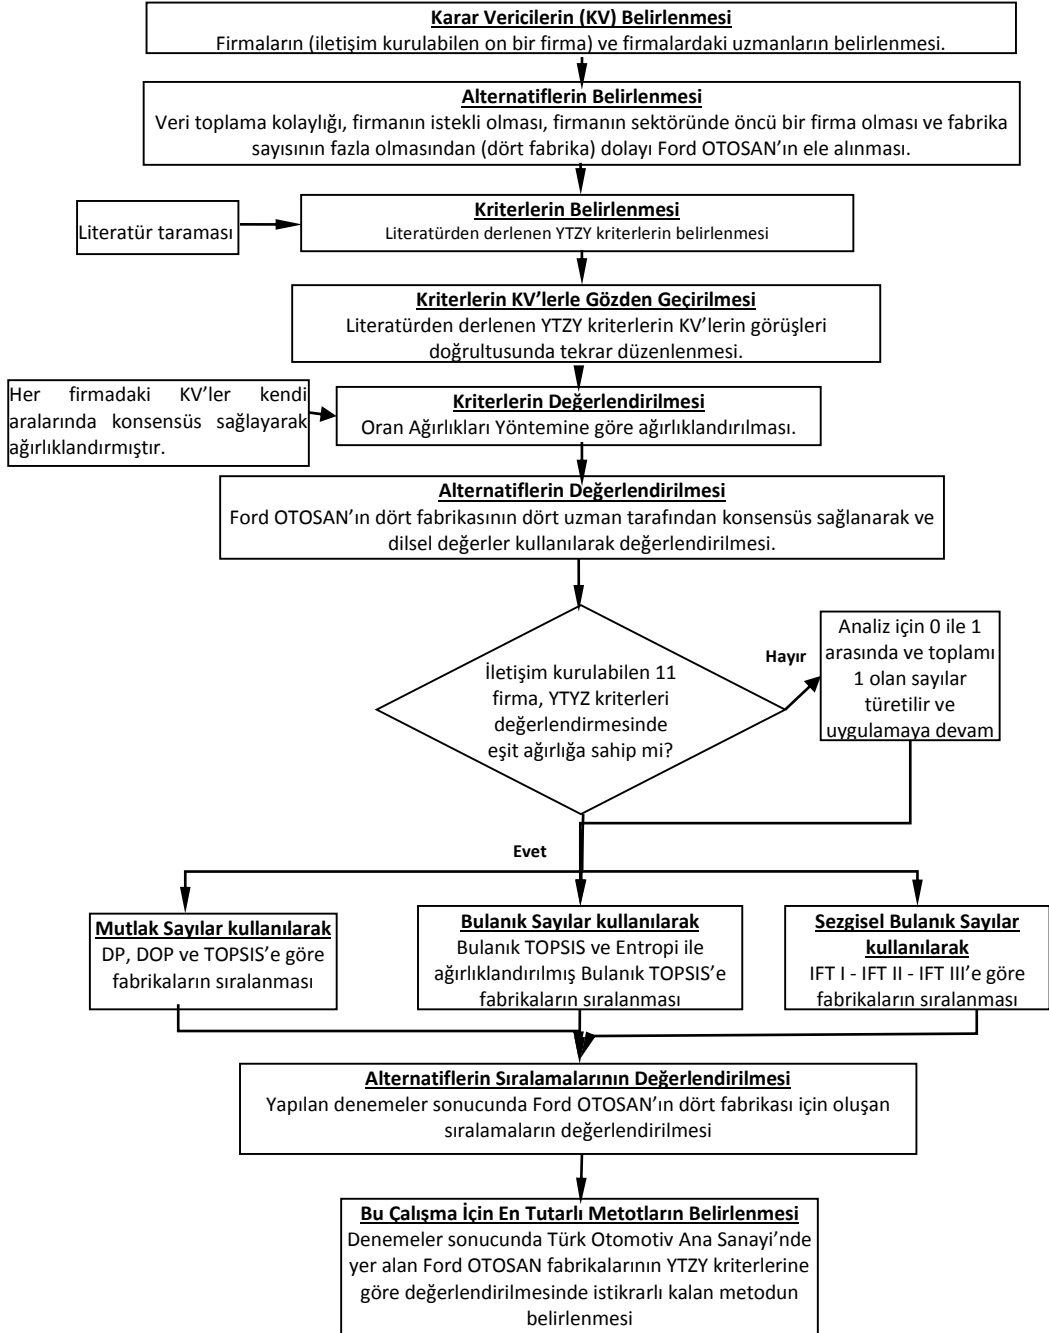 Karar Vericilerin (KV) Belirlenmesi
Firmaların (iletişim kurulabilen on bir firma) ve firmalardaki uzmanların belirlenmesi.
Alternatiflerin Belirlenmesi
Veri toplama kolaylığı, firmanın istekli olması, firmanın sektöründe öncü bir firma olması ve fabrika
sayısının fazla olmasından (dört fabrika) dolayı Ford OTOSAN’ın ele alınması.
Literatür taraması
Kriterlerin Belirlenmesi
Literatürden derlenen YTZY kriterlerin belirlenmesi
Kriterlerin KV’lerle Gözden Geçirilmesi
Literatürden derlenen YTZY kriterlerin KV’lerin görüşleri
doğrultusunda tekrar düzenlenmesi.
Her firmadaki KV’ler kendi
aralarında konsensüs sağlayarak
ağırlıklandırmıştır.
Kriterlerin Değerlendirilmesi
Oran Ağırlıkları Yöntemine göre ağırlıklandırılması.
Alternatiflerin Değerlendirilmesi
Ford OTOSAN’ın dört fabrikasının dört uzman tarafından konsensüs sağlanarak ve
dilsel değerler kullanılarak değerlendirilmesi.
İletişim kurulabilen 11
firma, YTYZ kriterleri
değerlendirmesinde
eşit ağırlığa sahip mi?
Hayır
Analiz için 0 ile 1
arasında ve toplamı
1 olan sayılar
türetilir ve
uygulamaya devam
Evet
Mutlak Sayılar kullanılarak
DP, DOP ve TOPSIS’e göre
fabrikaların sıralanması
Bulanık Sayılar kullanılarak
Bulanık TOPSIS ve Entropi ile
ağırlıklandırılmış Bulanık TOPSIS’e
fabrikaların sıralanması
Sezgisel Bulanık Sayılar
kullanılarak
IFT I - IFT II - IFT III’e göre
fabrikaların sıralanması
Alternatiflerin Sıralamalarının Değerlendirilmesi
Yapılan denemeler sonucunda Ford OTOSAN’ın dört fabrikası için oluşan
sıralamaların değerlendirilmesi
Bu Çalışma İçin En Tutarlı Metotların Belirlenmesi
Denemeler sonucunda Türk Otomotiv Ana Sanayi’nde
yer alan Ford OTOSAN fabrikalarının YTZY kriterlerine
göre değerlendirilmesinde istikrarlı kalan metodun
belirlenmesi